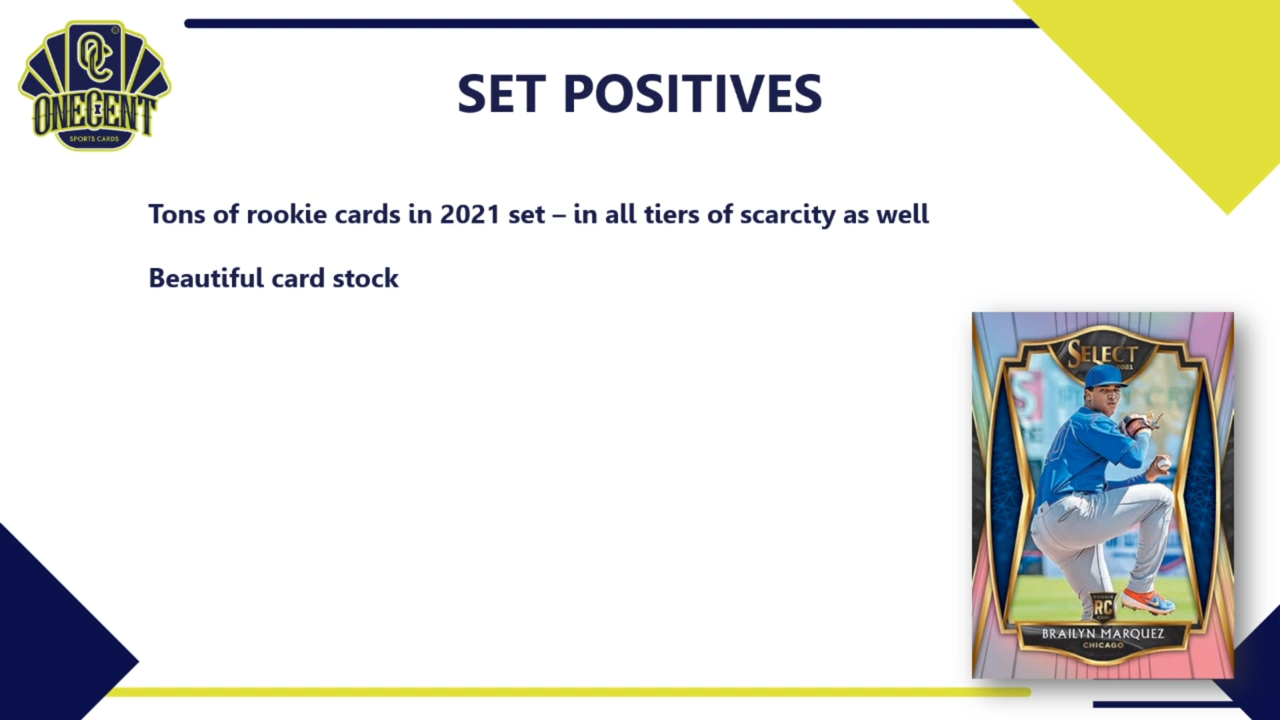 OC
ONECENT
SPORTS CARDS
SET POSITIVES
Tons of rookie cards in 2021 set – in all tiers of scarcity as well
Beautiful card stock
SELECT
2021
RC
BRAILYN MARQUEZ
CHICAGO